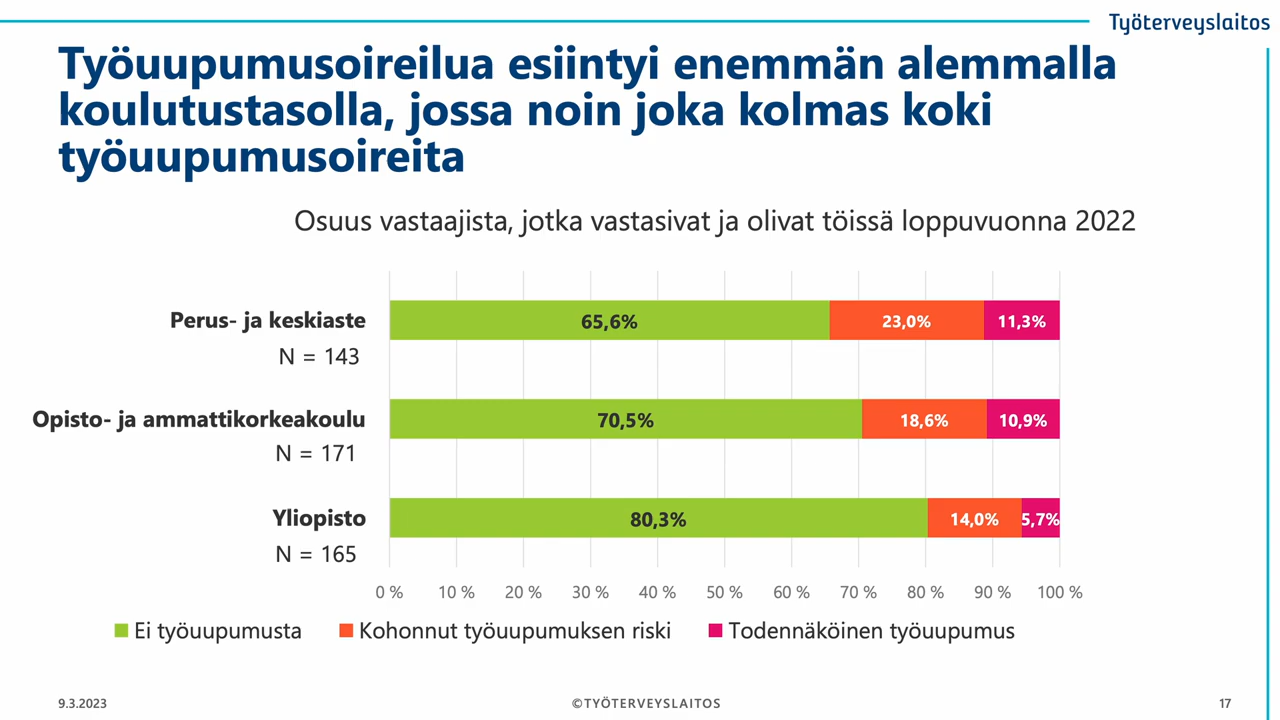 Työterveyslaitos
Työuupumusoireilua esiintyi enemmän alemmalla
koulutustasolla, jossa noin joka kolmas koki
työuupumusoireita
Osuus vastaajista, jotka vastasivat ja olivat töissä loppuvuonna 2022
Perus- ja keskiaste
N = 143
65,6% 23,0% 11,3%
Opisto- ja ammattikorkeakoulu
N = 171
70,5% 18,6% 10,9%
Yliopisto
N = 165
80,3% 14,0% 5,7%
0 % 10 % 20 % 30 % 40 % 50 % 60 % 70 % 80 % 90 % 100 %
Ei työuupumusta Kohonnut työuupumuksen riski Todennäköinen työuupumus
9.3.2023 ©TYÖTERVEYSLAITOS 17